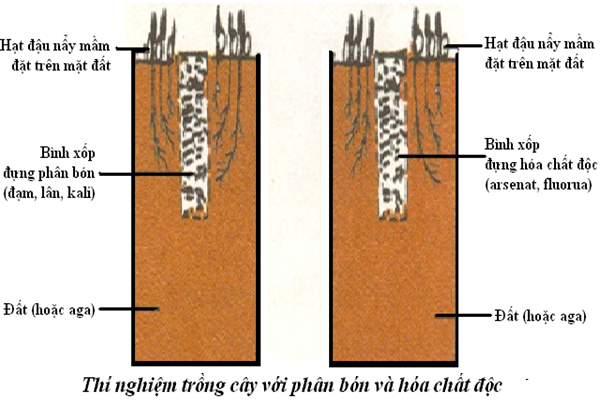 Hạt đậu nẩy mầm
đặt trên mặt đất
Bình xốp
đựng phân bón
(đạm, lân, kali)
Đất (hoặc aga)
Hạt đậu nẩy mầm
đặt trên mặt đất
Bình xốp
đựng hóa chất độc
(arsenat, fluorua)
Đất (hoặc aga)
Thí nghiệm trồng cây với phân bón và hóa chất độc